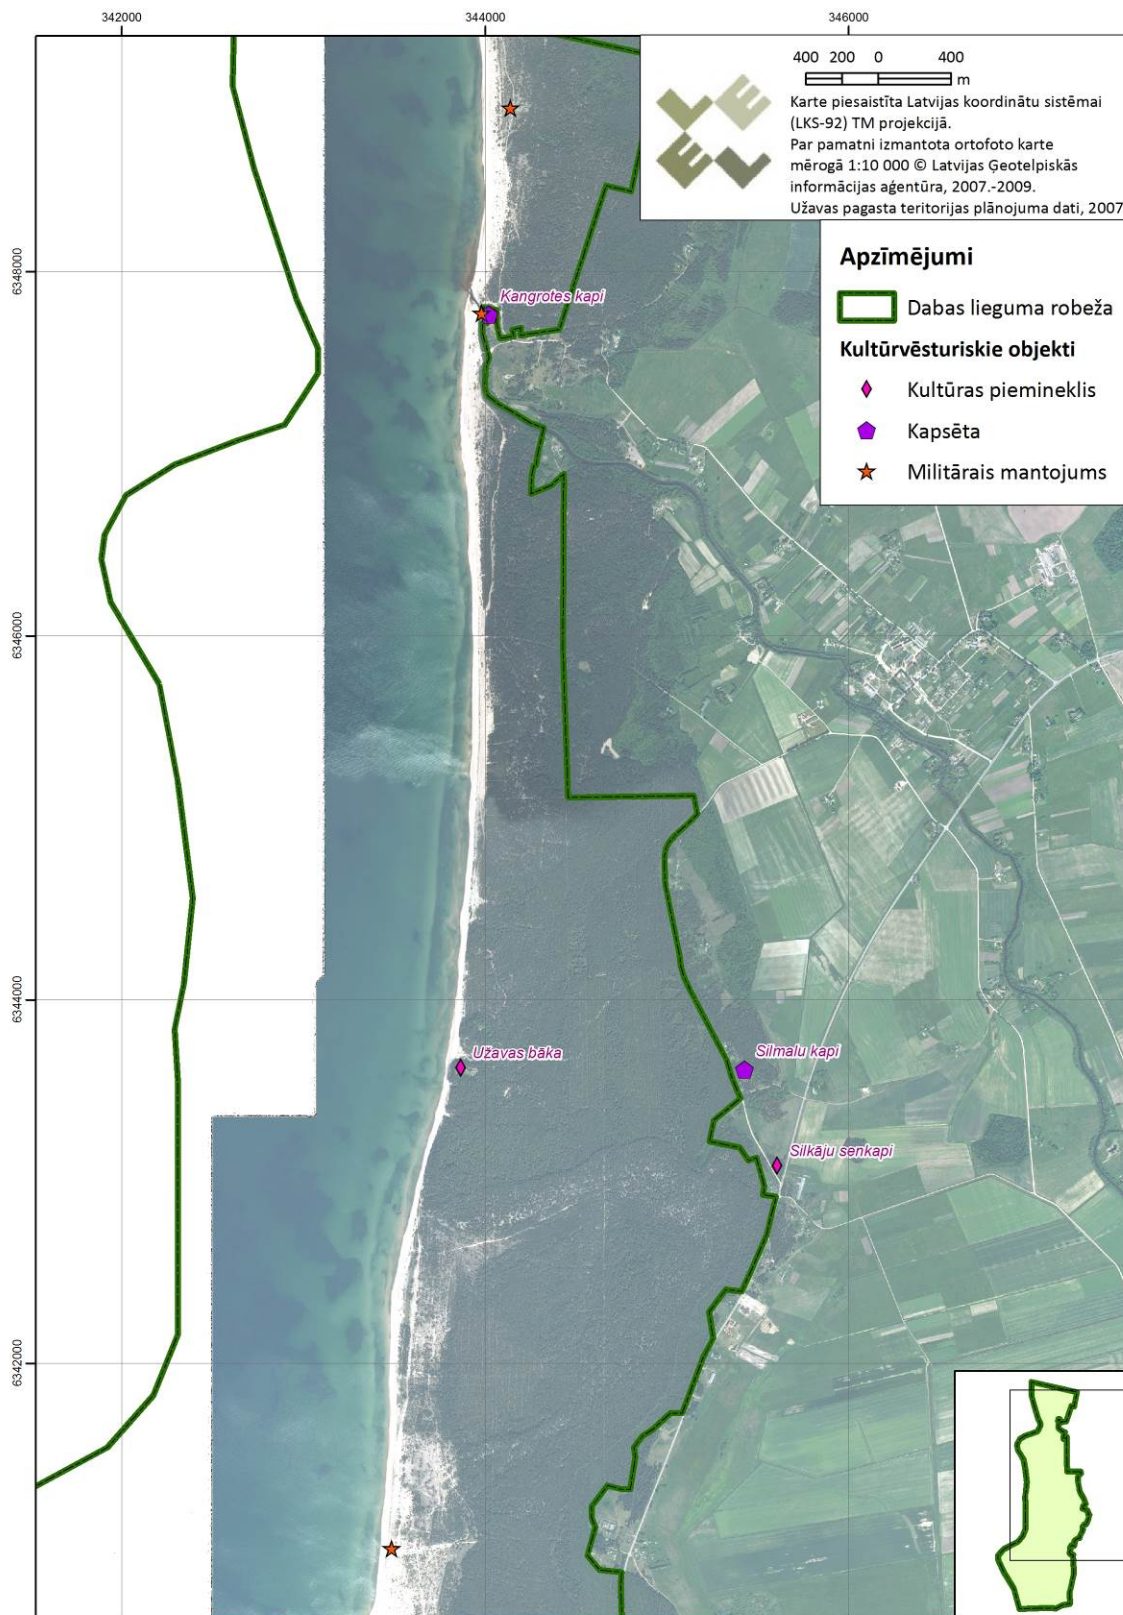 342000
344000
346000
400 200 0 400
m
Karte piesaistīta Latvijas koordinātu sistēmai
(LKS-92) TM projekcijā.
Par pamatni izmantota ortofoto karte
mērogā 1:10 000 © Latvijas Ģeotelpiskās
informācijas aģentūra, 2007.-2009.
Užavas pagasta teritorijas plānojuma dati, 2007
Apzīmējumi
Dabas lieguma robeža
Kultūrvēsturiskie objekti
Kultūras piemineklis
Kapsēta
Militārais mantojums
6348000
Kangrotes kapi
6346000
6344000
Užavas bāka
Silmalu kapi
Silkāju senkapi
6342000